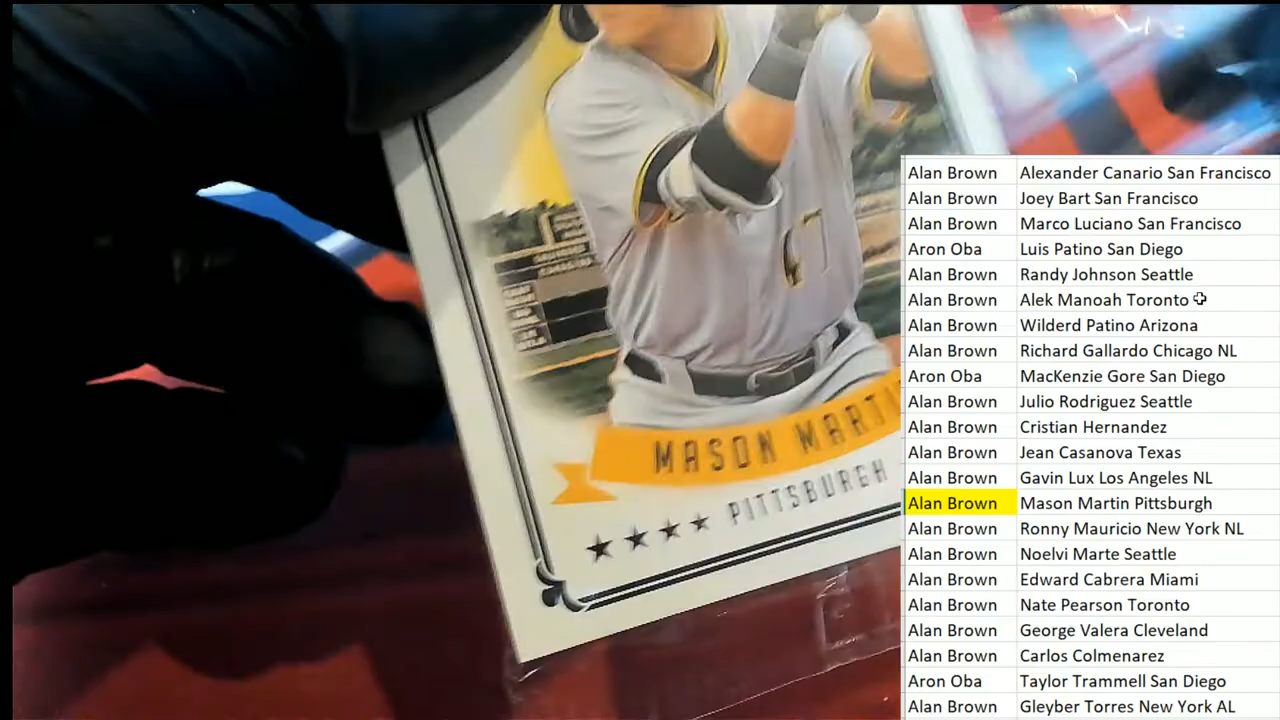 47
MASON MARTI
PITTSBURGH
Alan Brown Alexander Canario San Francisco
Alan Brown Joey Bart San Francisco
Alan Brown Marco Luciano San Francisco
Aron Oba Luis Patino San Diego
Alan Brown Randy Johnson Seattle
Alan Brown Alek Manoah Toronto
Alan Brown Wilderd Patino Arizona
Alan Brown Richard Gallardo Chicago NL
Aron Oba MacKenzie Gore San Diego
Alan Brown Julio Rodriguez Seattle
Alan Brown Cristian Hernandez
Alan Brown Jean Casanova Texas
Alan Brown Gavin Lux Los Angeles NL
Alan Brown Mason Martin Pittsburgh
Alan Brown Ronny Mauricio New York NL
Alan Brown Noelvi Marte Seattle
Alan Brown Edward Cabrera Miami
Alan Brown Nate Pearson Toronto
Alan Brown George Valera Cleveland
Alan Brown Carlos Colmenarez
Aron Oba Taylor Trammell San Diego
Alan Brown Gleyber Torres New York AL